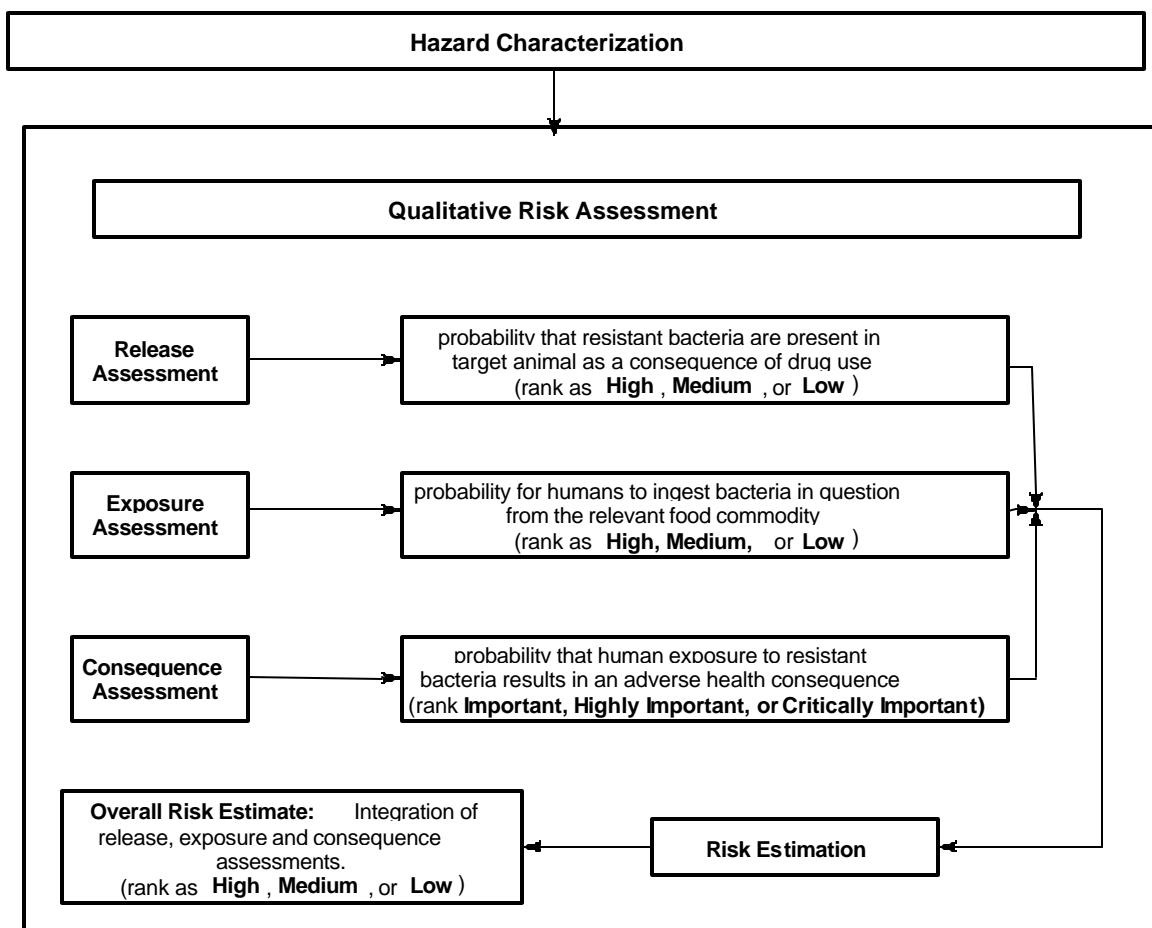 Hazard Characterization
Qualitative Risk Assessment
Release
Assessment
probability that resistant bacteria are present in
target animal as a consequence of drug use
(rank as High , Medium , or Low )
Exposure
Assessment
probability for humans to ingest bacteria in question
from the relevant food commodity
(rank as High, Medium, or Low )
Consequence
Assessment
probability that human exposure to resistant
bacteria results in an adverse health consequence
(rank Important, Highly Important, or Critically Important)
Overall Risk Estimate: Integration of
release, exposure and consequence
assessments.
(rank as High , Medium , or Low )
Risk Estimation